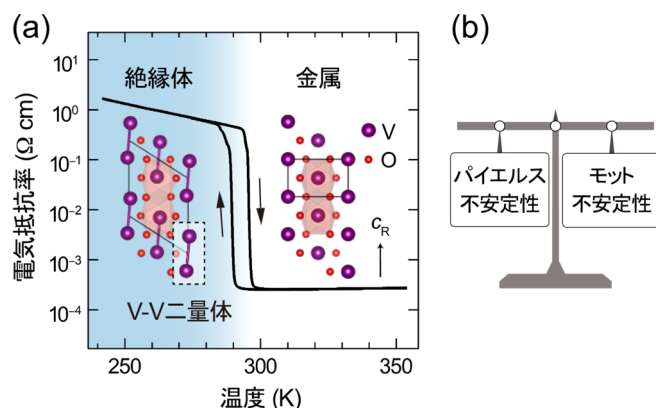 (a)
絶縁体
金属
V
O
cR
V-V二量体
電気抵抗率 (Ω cm)
10¹
10⁰
10⁻¹
10⁻²
10⁻³
10⁻⁴
250
300
350
温度 (K)
(b)
パイエルス
不安定性
モット
不安定性